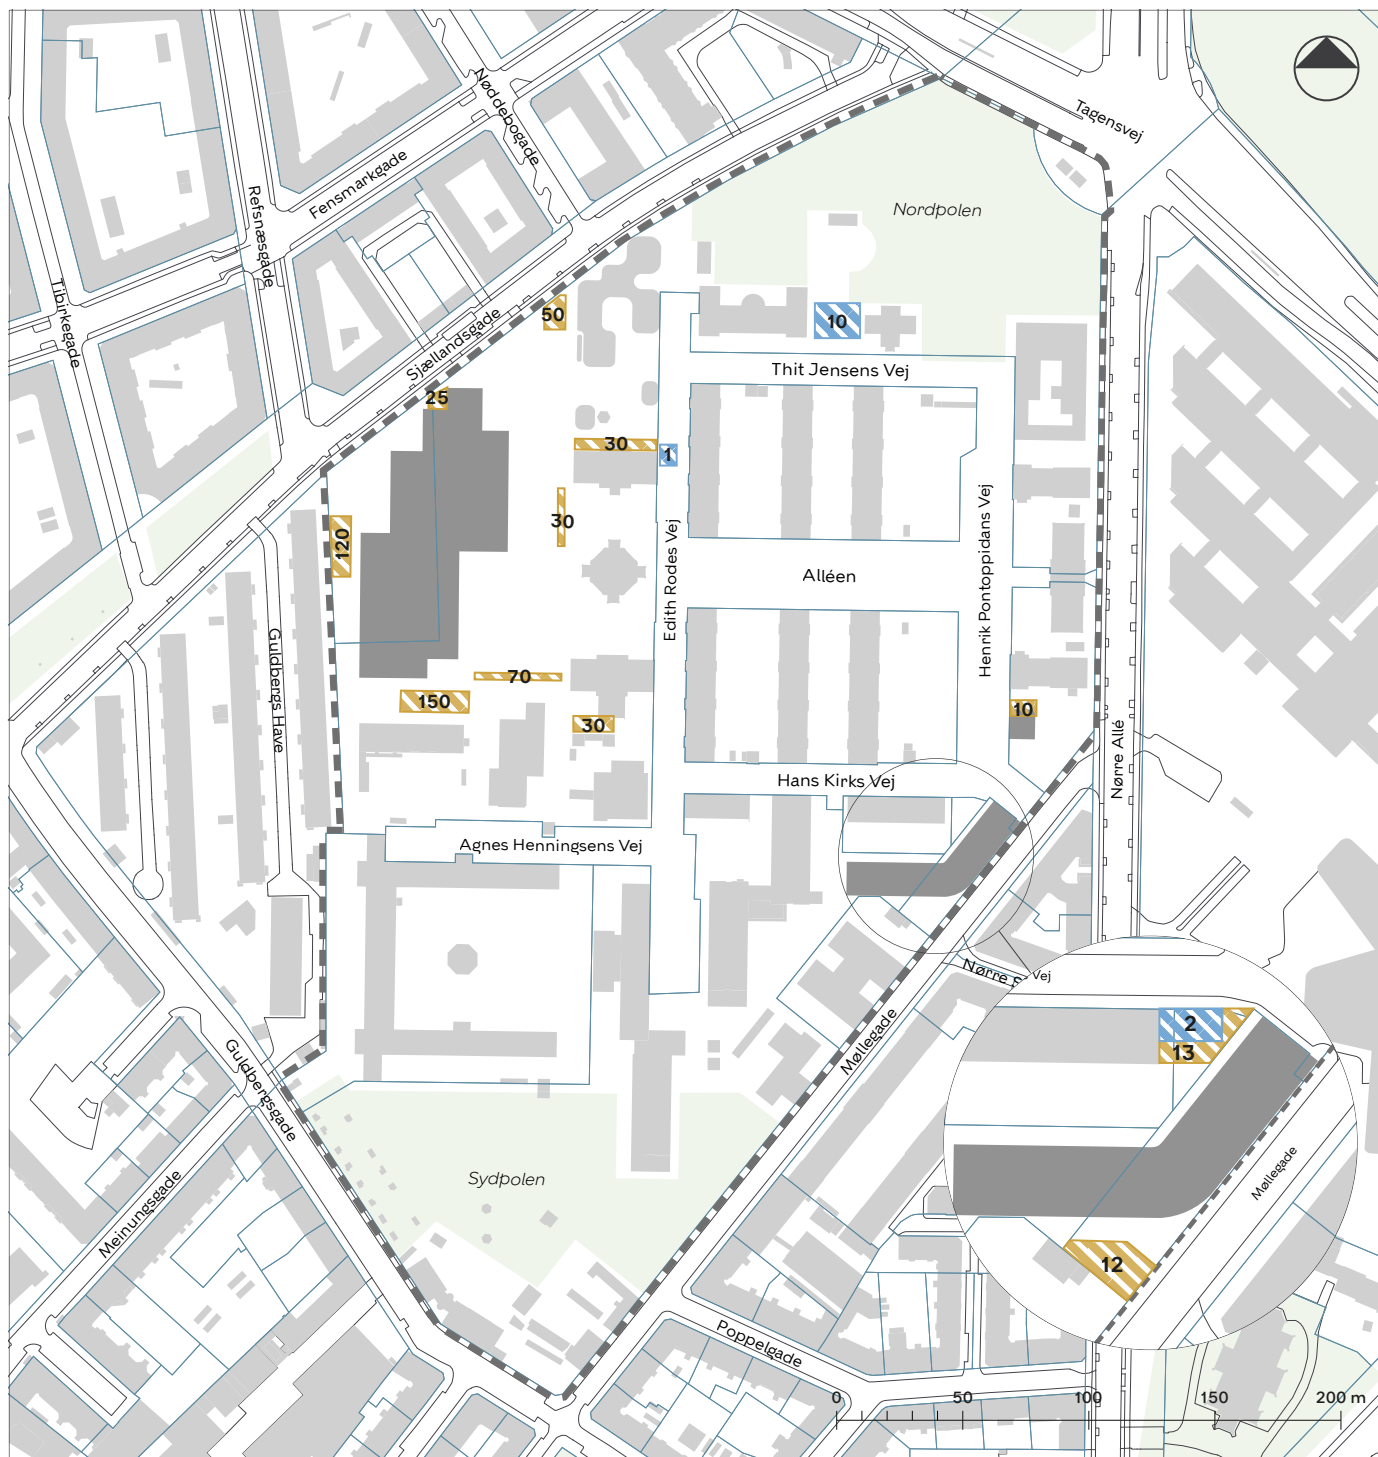 Tagensvej
Nøddebogade
Fensmarkgade
Refsnæsgade
Nordpolen
Tibirkegade
Sjællandsgade
50
10
Thit Jensens Vej
25
30
1
30
120
Edith Rodes Vej
Henrik Pontoppidans Vej
Alléen
Guldbergs Have
70
150
30
10
Nørre Allé
Hans Kirks Vej
Agnes Henningsens Vej
Nørre
Vej
2
13
Møllegade
Guldbergsgade
Møllegade
Sydpolen
Meinungsgade
12
Poppelgade
0 50 100 150 200 m